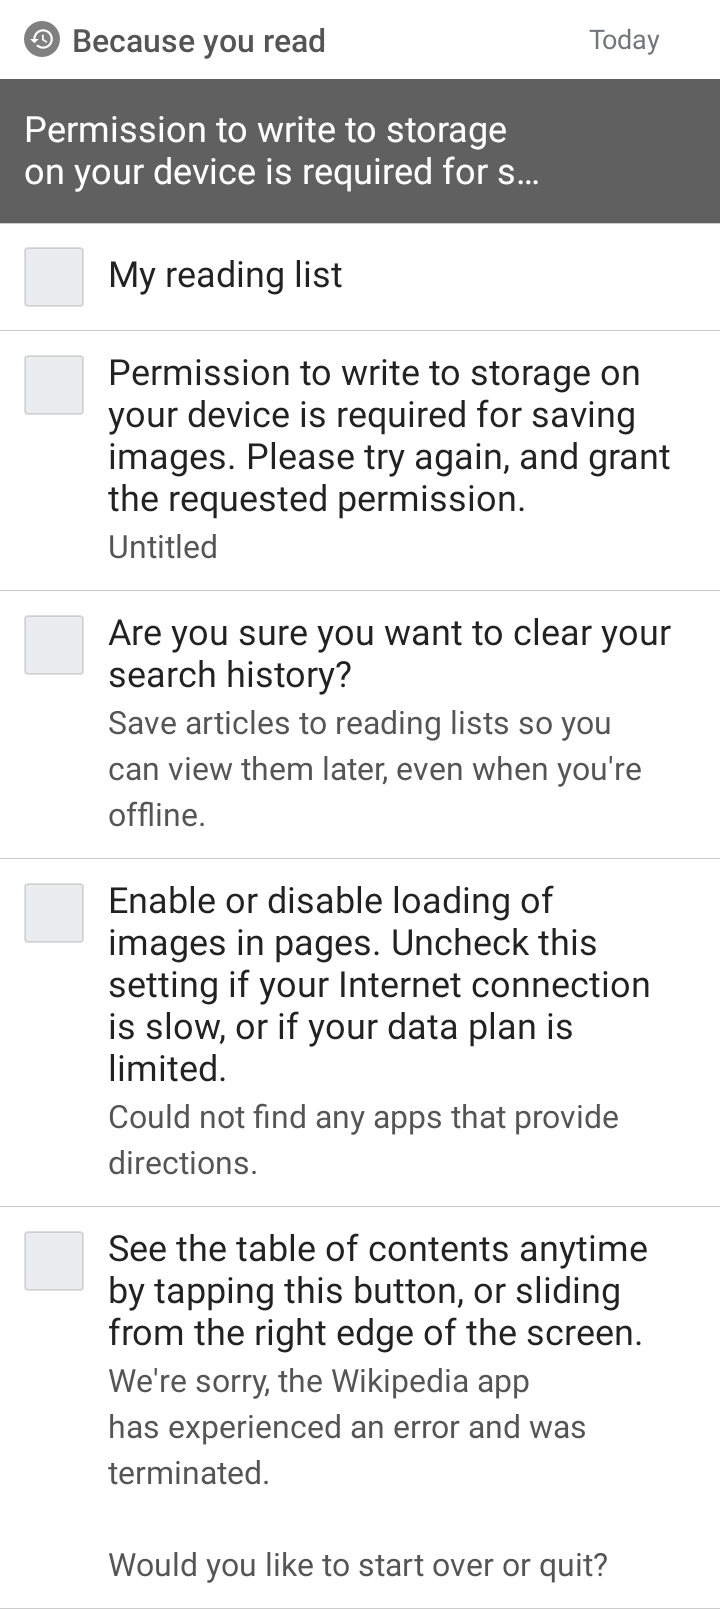 Because you read
Today
Permission to write to storage
on your device is required for s...
My reading list
Permission to write to storage on
your device is required for saving
images. Please try again, and grant
the requested permission.
Untitled
Are you sure you want to clear your
search history?
Save articles to reading lists so you
can view them later, even when you're
offline.
Enable or disable loading of
images in pages. Uncheck this
setting if your Internet connection
is slow, or if your data plan is
limited.
Could not find any apps that provide
directions.
See the table of contents anytime
by tapping this button, or sliding
from the right edge of the screen.
We're sorry, the Wikipedia app
has experienced an error and was
terminated.
Would you like to start over or quit?